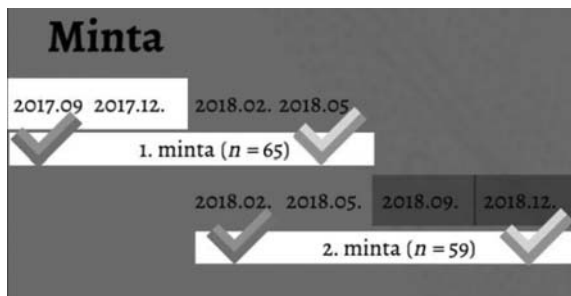 Minta
2017.09 2017.12. 2018.02. 2018.05.
1. minta (n = 65)
2018.02. 2018.05. 2018.09. 2018.12.
2. minta (n = 59)